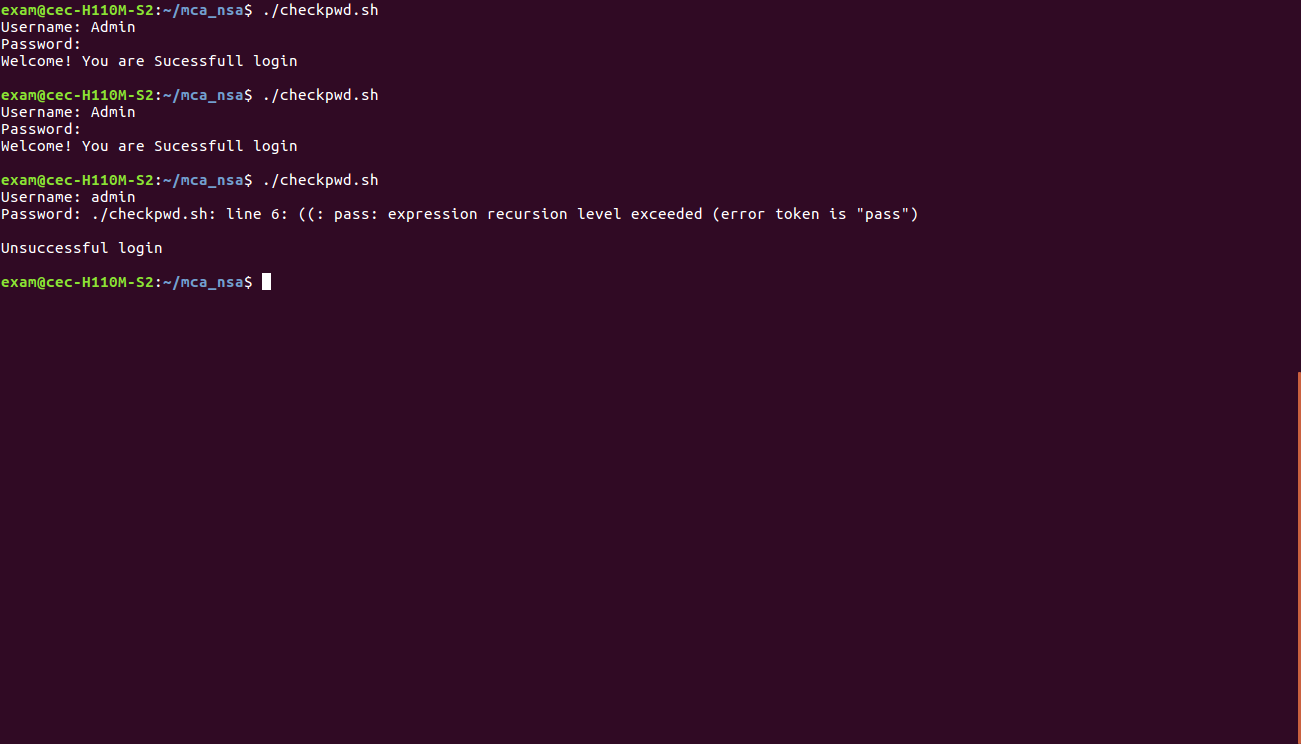 exam@cec-H110M-S2:~/mca_nsa$ ./checkpwd.sh
Username: Admin
Password:
Welcome! You are Sucessfull login
exam@cec-H110M-S2:~/mca_nsa$ ./checkpwd.sh
Username: Admin
Password:
Welcome! You are Sucessfull login
exam@cec-H110M-S2:~/mca_nsa$ ./checkpwd.sh
Username: admin
Password: ./checkpwd.sh: line 6: ((: pass: expression recursion level exceeded (error token is "pass")
Unsuccessful login
exam@cec-H110M-S2:~/mca_nsa$